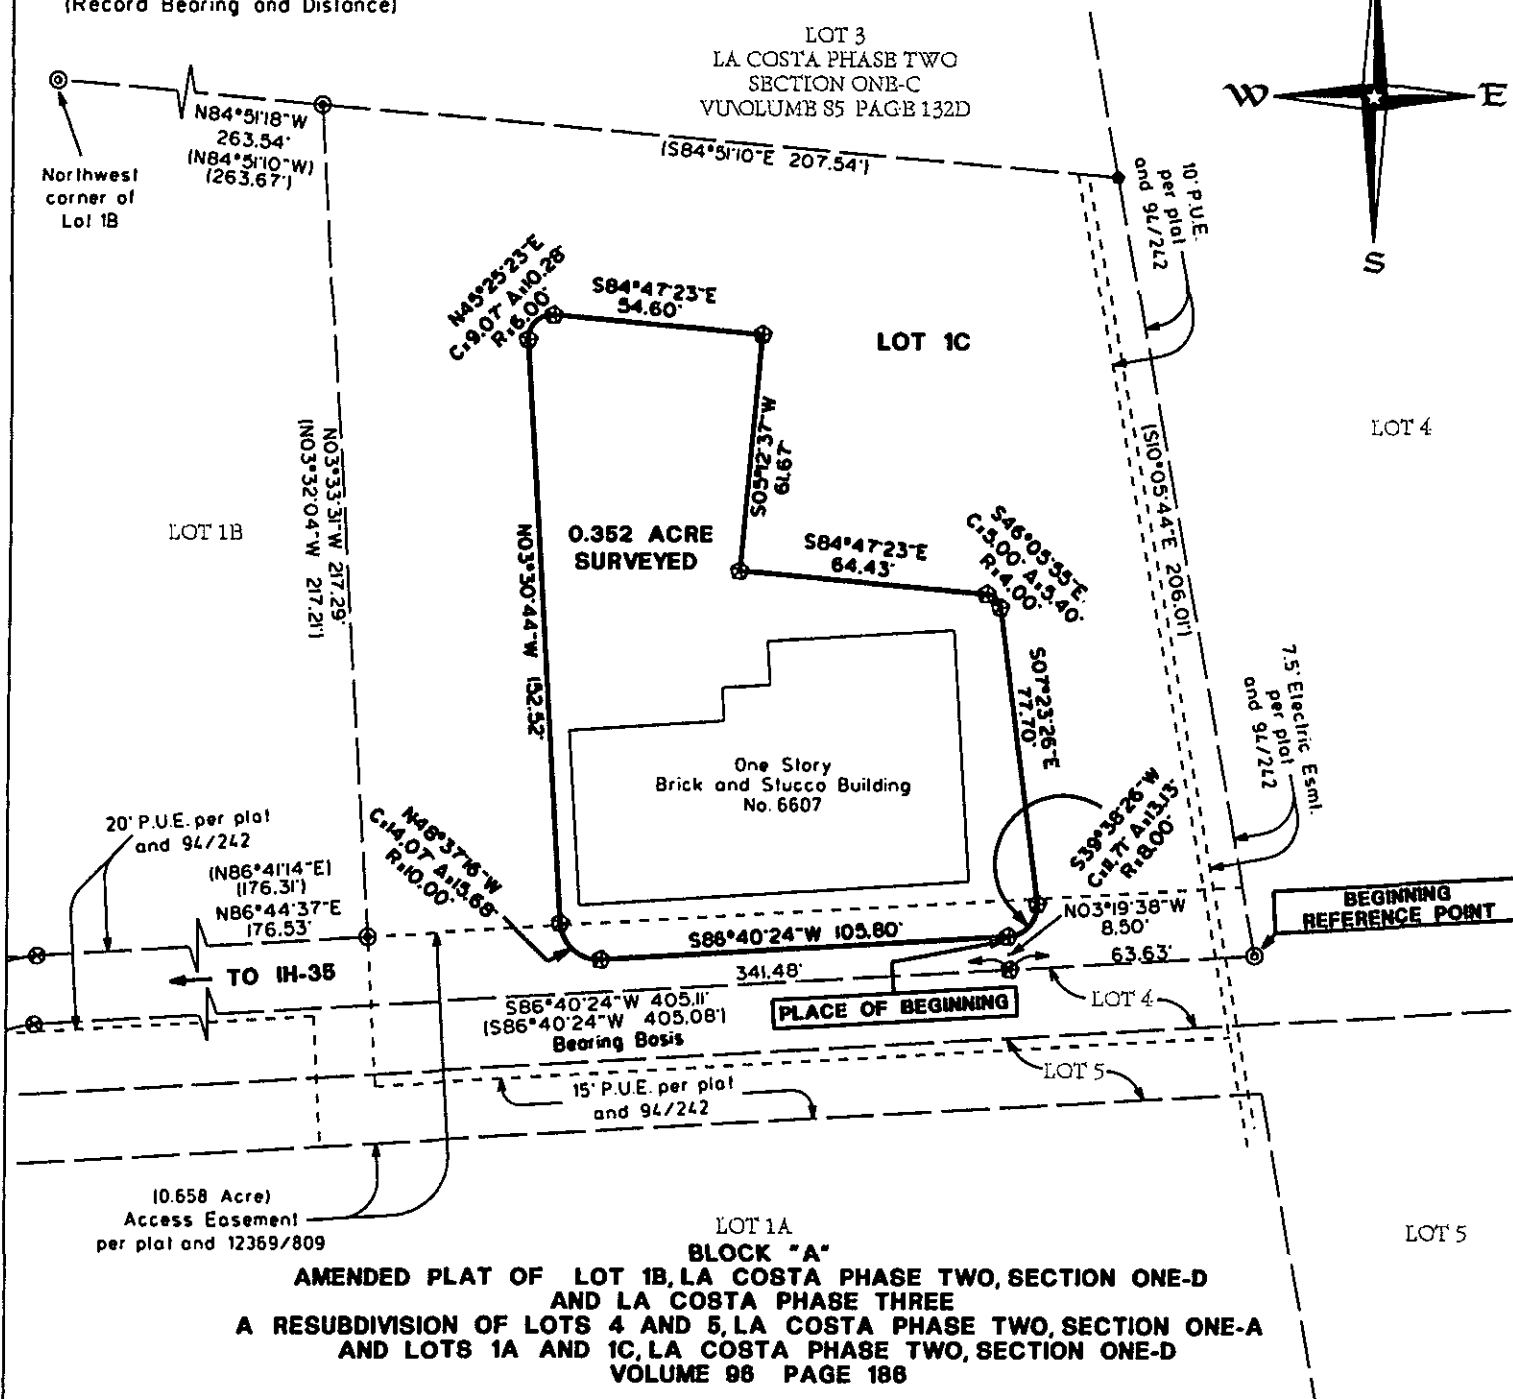 (Record Bearing and Distance)
LOT 3
LA COSTA PHASE TWO
SECTION ONE-C
VU\OLUME 85 PAGE 132D
W
E
S
N84°51'18"W
263.54'
(N84°51'10"W)
(263.67')
Northwest
corner of
Lot 1B
(S84°51'10"E 207.54')
10' P.U.E.
per plat
and 94/242
N45°25'23"E
C=9.07' A=10.28'
R=6.00'
S84°47'23"E
54.60'
LOT 1C
LOT 4
S05°12'37"W
61.67'
(S10°05'44"E 206.01')
N03°33'31"W 217.29'
(N03°32'04"W 217.21')
LOT 1B
N03°30'44"W 152.52'
0.352 ACRE
SURVEYED
S84°47'23"E
64.43'
S46°05'55"E
C=5.00' A=5.40'
R=4.00'
S07°23'26"E
77.70'
7.5' Electric Esmt.
per plat
and 94/242
One Story
Brick and Stucco Building
No. 6607
S39°38'26"W
C=11.71' A=13.13'
R=8.00'
20' P.U.E. per plat
and 94/242
N48°37'16"W
C=14.07' A=15.68'
R=10.00'
(N86°41'14"E)
(176.31')
N86°44'37"E
176.53'
BEGINNING
REFERENCE POINT
N03°19'38"W
8.50'
S86°40'24"W 105.80'
63.63'
TO IH-35
341.48'
S86°40'24"W 405.11'
(S86°40'24"W 405.08')
Bearing Basis
PLACE OF BEGINNING
LOT 4
LOT 5
15' P.U.E. per plat
and 94/242
(0.658 Acre)
Access Easement
per plat and 12369/809
LOT 1A
LOT 5
BLOCK "A"
AMENDED PLAT OF LOT 1B, LA COSTA PHASE TWO, SECTION ONE-D
AND LA COSTA PHASE THREE
A RESUBDIVISION OF LOTS 4 AND 5, LA COSTA PHASE TWO, SECTION ONE-A
AND LOTS 1A AND 1C, LA COSTA PHASE TWO, SECTION ONE-D
VOLUME 96 PAGE 186